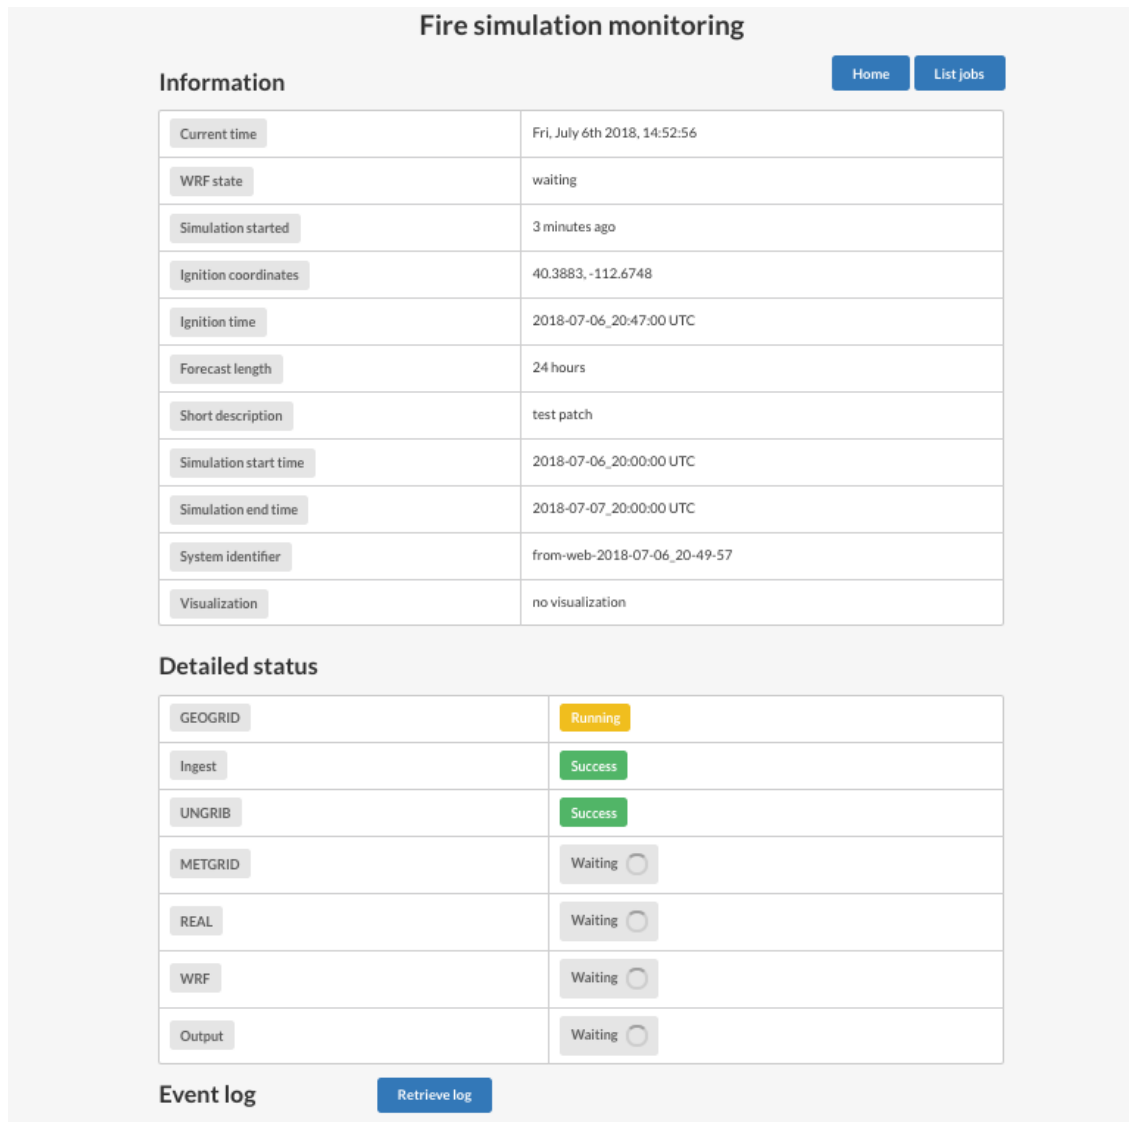 Fire simulation monitoring
Information
Home
List jobs
Current time
Fri, July 6th 2018, 14:52:56
WRF state
waiting
Simulation started
3 minutes ago
Ignition coordinates
40.3883, -112.6748
Ignition time
2018-07-06_20:47:00 UTC
Forecast length
24 hours
Short description
test patch
Simulation start time
2018-07-06_20:00:00 UTC
Simulation end time
2018-07-07_20:00:00 UTC
System identifier
from-web-2018-07-06_20-49-57
Visualization
no visualization
Detailed status
GEOGRID
Running
Ingest
Success
UNGRIB
Success
METGRID
Waiting
REAL
Waiting
WRF
Waiting
Output
Waiting
Event log
Retrieve log